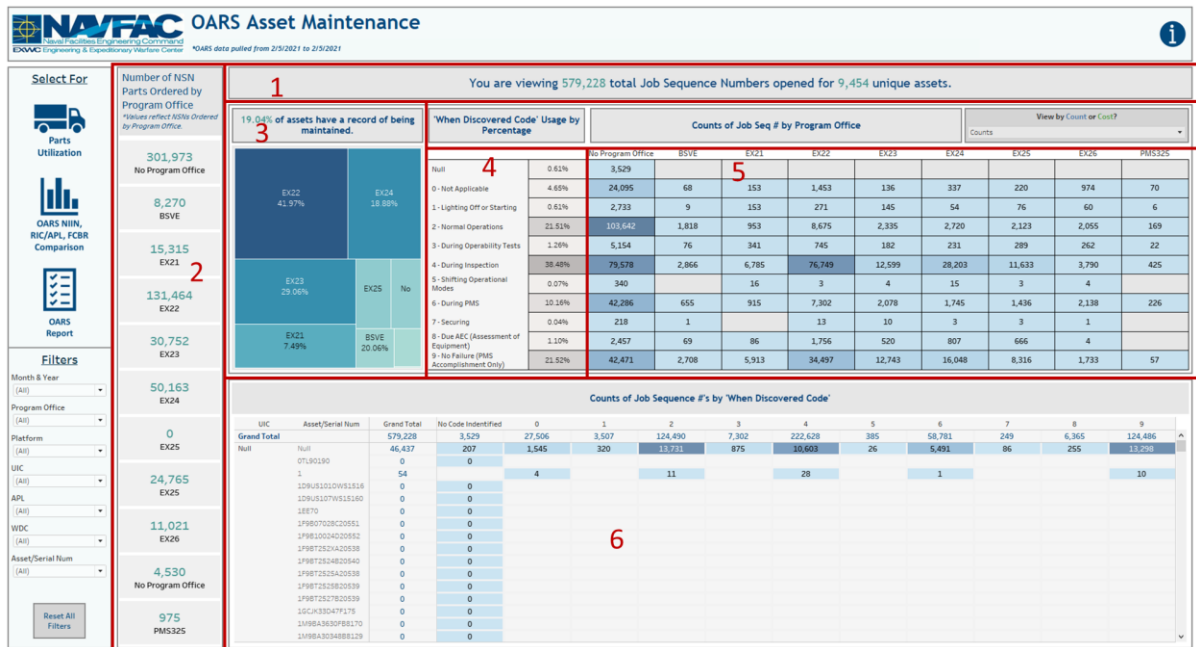 NAVFAC
Naval Facilities Engineering Command
EXWC Engineering & Expeditionary Warfare Center
OARS Asset Maintenance
*OARS data pulled from 2/5/2021 to 2/5/2021
i
Select For
Parts
Utilization
OARS NIIN,
RIC/APL, FCBR
Comparison
OARS
Report
Filters
Month & Year
(All)
Program Office
(All)
Platform
(All)
UIC
(All)
APL
(All)
WDC
(All)
Asset/Serial Num
(All)
Reset All
Filters
Number of NSN
Parts Ordered by
Program Office
*Values reflect NSNs Ordered
by Program Office.
301,973
No Program Office
8,270
BSVE
15,315
EX21
2
131,464
EX22
30,752
EX23
50,163
EX24
0
EX25
24,765
EX25
11,021
EX26
4,530
No Program Office
975
PMS325
1
You are viewing 579,228 total Job Sequence Numbers opened for 9,454 unique assets.
19.04% of assets have a record of being
maintained.
3
EX22
41.97%
EX24
18.88%
EX23
29.06%
EX25
No
EX21
7.49%
BSVE
20.06%
'When Discovered Code' Usage by
Percentage
4
Counts of Job Seq # by Program Office
View by Count or Cost?
Counts
5
No Program Office BSVE EX21 EX22 EX23 EX24 EX25 EX26 PMS325
Null 0.61% 3,529
0 - Not Applicable 4.65% 24,095 68 153 1,453 136 337 220 974 70
1 - Lighting Off or Starting 0.61% 2,733 9 153 271 145 54 76 60 6
2 - Normal Operations 21.51% 103,642 1,818 953 8,675 2,335 2,720 2,123 2,055 169
3 - During Operability Tests 1.26% 5,154 76 341 745 182 231 289 262 22
4 - During Inspection 38.48% 79,578 2,866 6,785 76,749 12,599 28,203 11,633 3,790 425
5 - Shifting Operational
Modes 0.07% 340 16 3 4 15 3 4
6 - During PMS 10.16% 42,286 655 915 7,302 2,078 1,745 1,436 2,138 226
7 - Securing 0.04% 218 1 13 10 3 3 1
8 - Due AEC (Assessment of
Equipment) 1.10% 2,457 69 86 1,756 520 807 666 4
9 - No Failure (PMS
Accomplishment Only) 21.52% 42,471 2,708 5,913 34,497 12,743 16,048 8,316 1,733 57
Counts of Job Sequence #'s by 'When Discovered Code'
UIC Asset/Serial Num Grand Total No Code Indentified 0 1 2 3 4 5 6 7 8 9
Grand Total 579,228 3,529 27,506 3,507 124,490 7,302 222,628 385 58,781 249 6,365 124,486
Null Null 46,437 207 1,545 320 13,731 875 10,603 26 5,491 86 255 13,298
0TL90190 0 0
1 54 4 11 28 1 10
1D9US1010WS1516 0 0
1D9US107WS15160 0 0
1EE70 0 0
1F9B07028C20551 0 0
1F9B10024D20552 0 0
1F9BT252XA20538 0 0
1F9BT2524B20540 0 0
1F9BT2525A20538 0 0
1F9BT2525B20539 0 0
1F9BT2527B20539 0 0
1GCJK33D47F175 0 0
1M9BA3630FB8170 0 0
1M9BA30348B8129 0 0
6